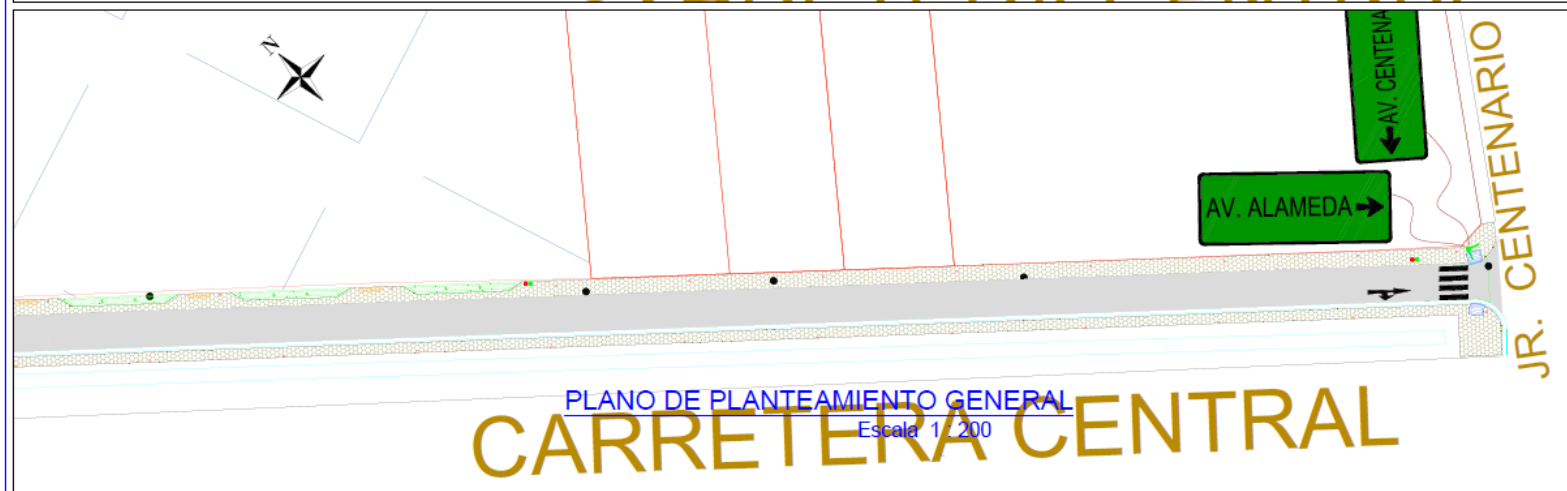 N
AV. CENTENA
JR. CENTENARIO
AV. ALAMEDA
PLANO DE PLANTEAMIENTO GENERAL
Escala 1 : 200
CARRETERA CENTRAL